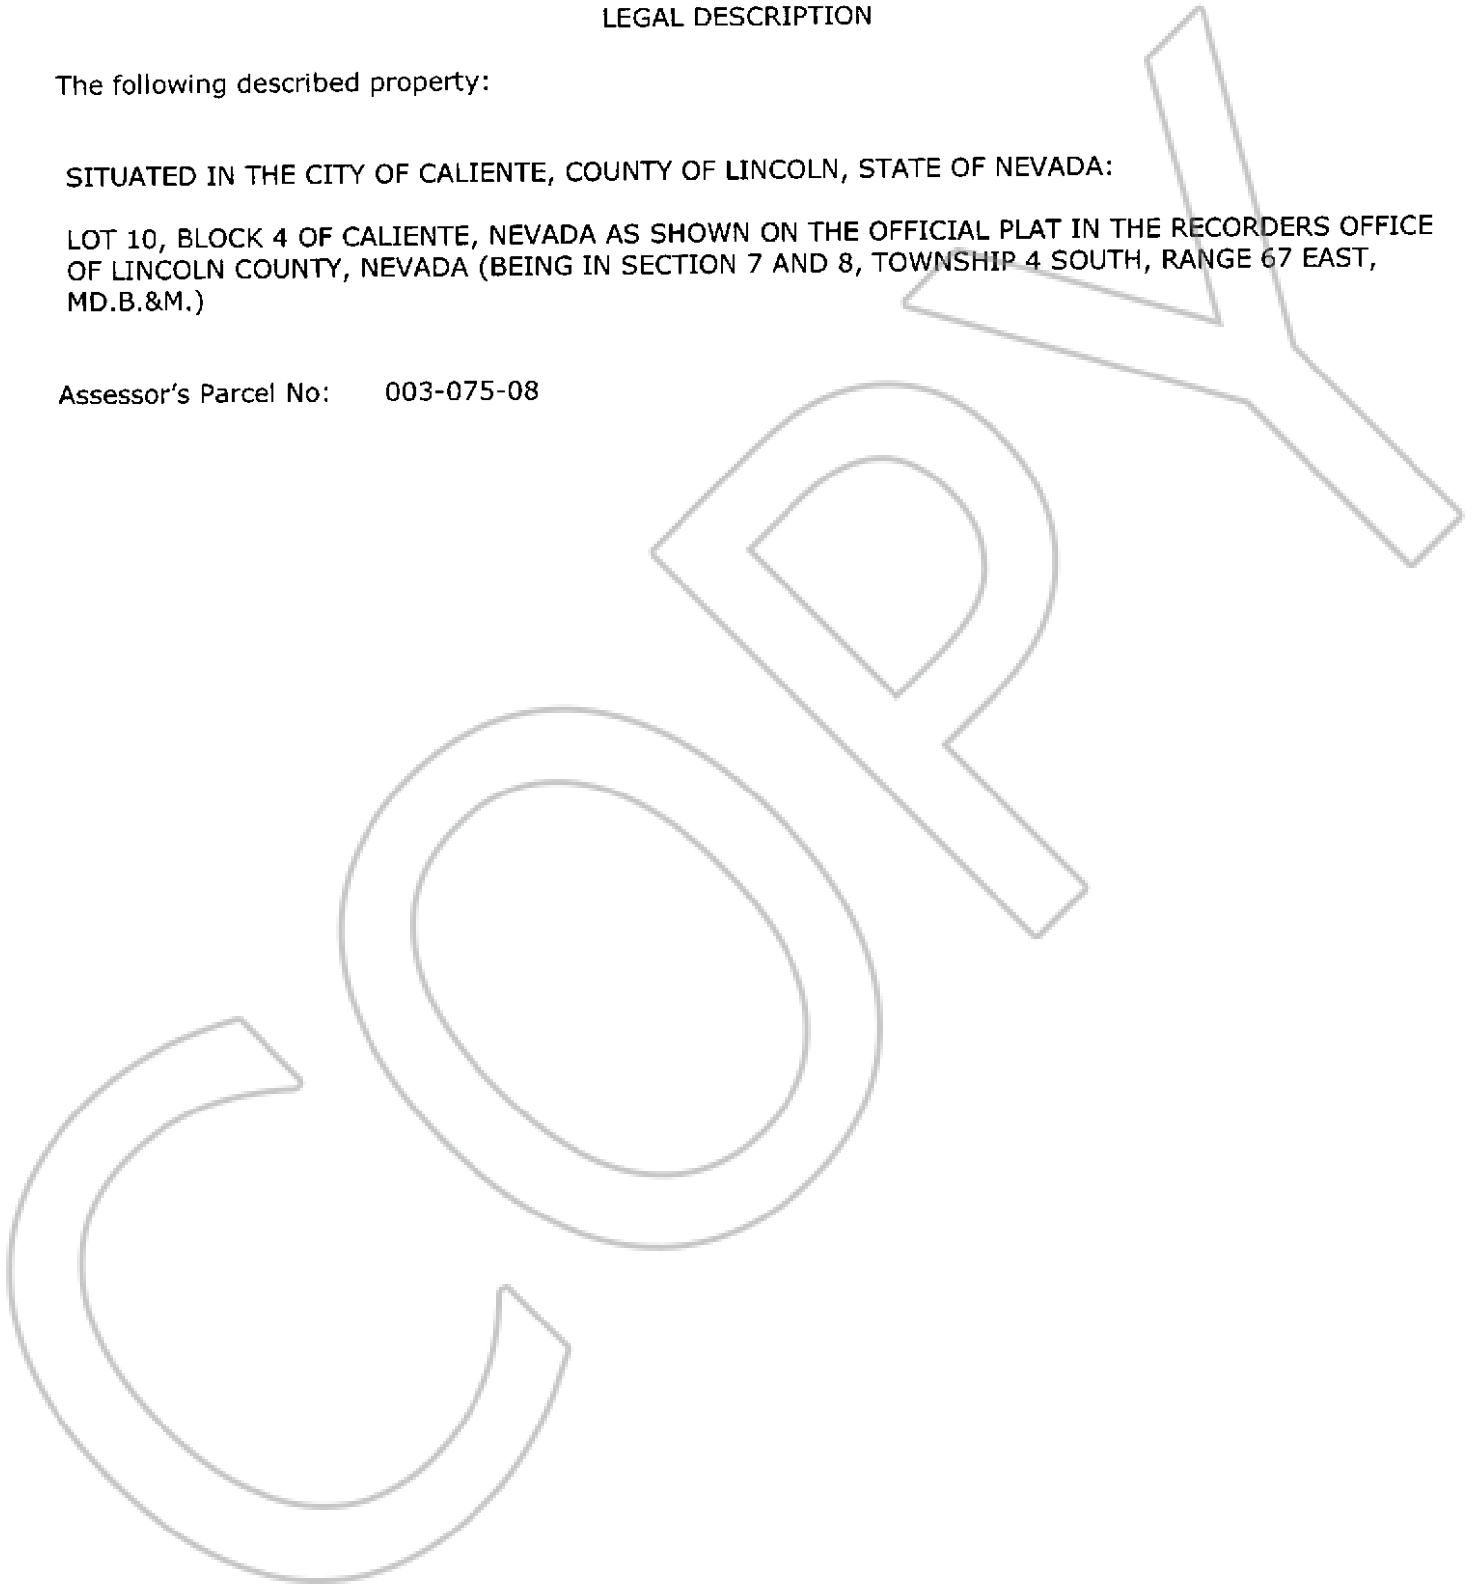 LEGAL DESCRIPTION
The following described property:
SITUATED IN THE CITY OF CALIENTE, COUNTY OF LINCOLN, STATE OF NEVADA:
LOT 10, BLOCK 4 OF CALIENTE, NEVADA AS SHOWN ON THE OFFICIAL PLAT IN THE RECORDERS OFFICE
OF LINCOLN COUNTY, NEVADA (BEING IN SECTION 7 AND 8, TOWNSHIP 4 SOUTH, RANGE 67 EAST,
MD.B.&M.)
Assessor's Parcel No: 003-075-08
COPY